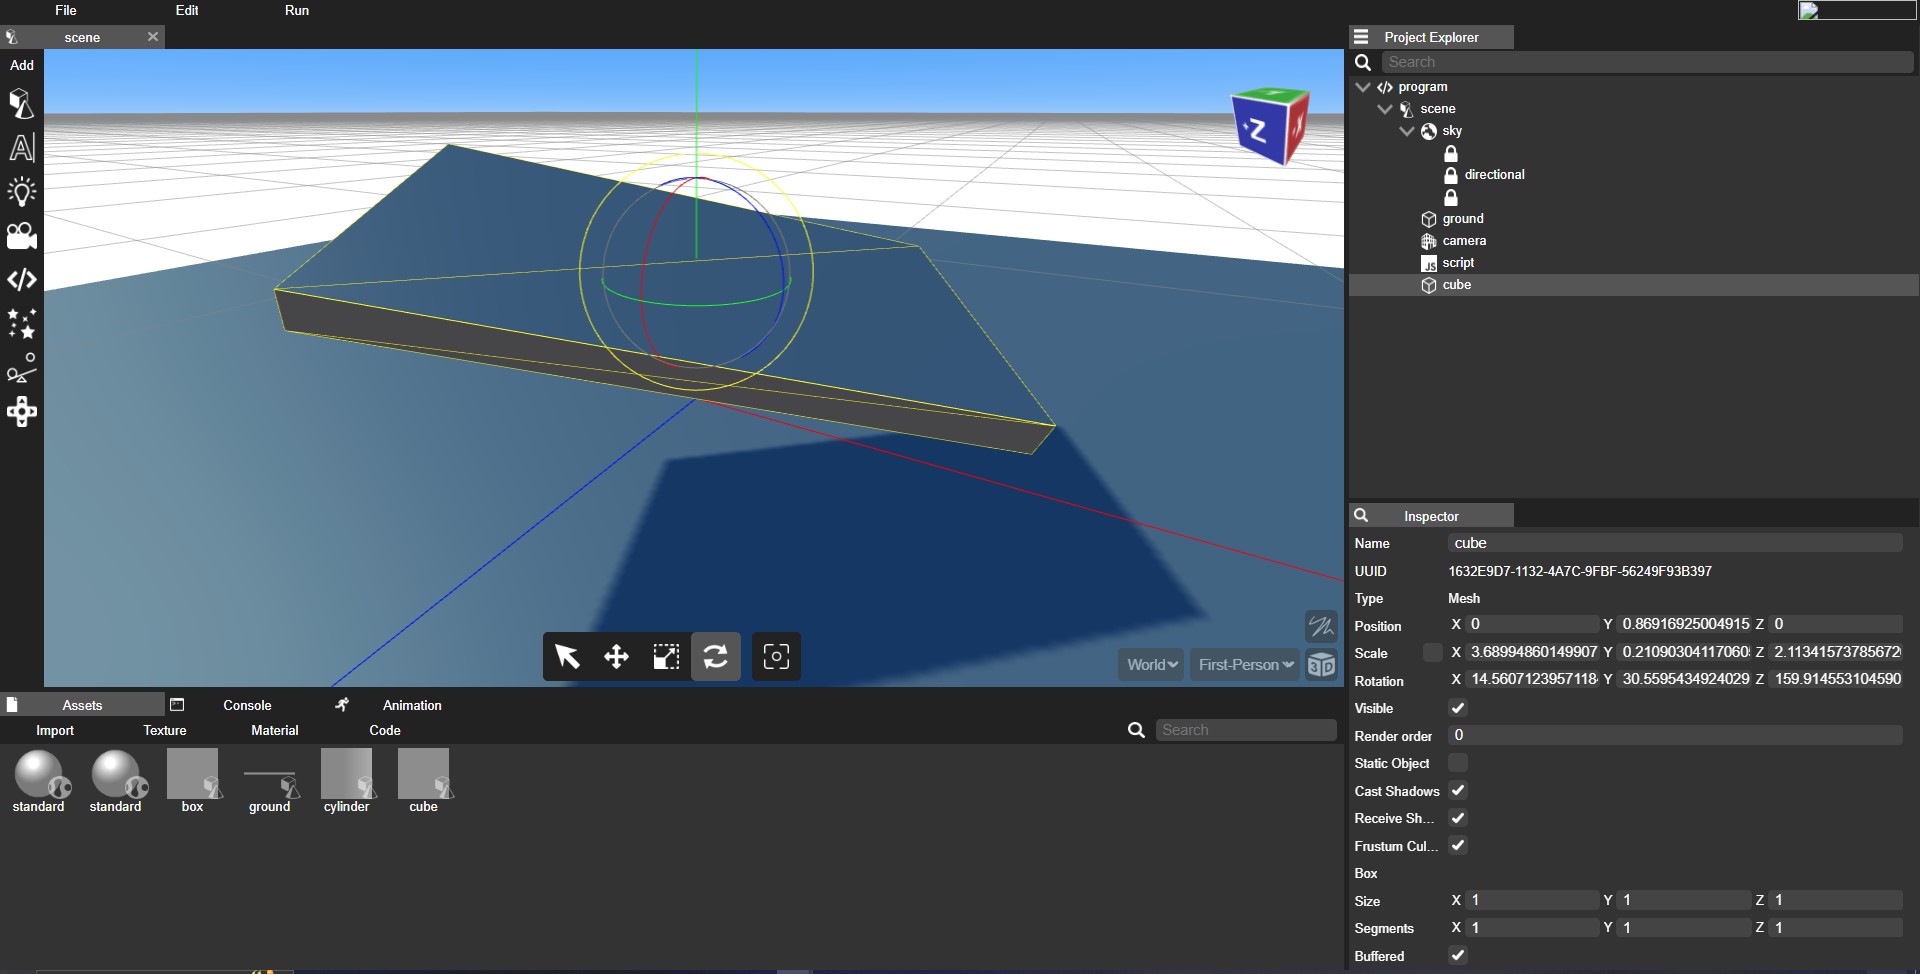 File Edit Run
scene
Project Explorer
Add
Search
program
scene
sky
directional
ground
camera
script
cube
Z
World
First-Person
3D
Inspector
Name cube
UUID 1632E9D7-1132-4A7C-9FBF-56249F93B397
Type Mesh
Position X 0 Y 0.86916925004915 Z 0
Scale X 3.68994860149907 Y 0.21090304117060 Z 2.11341573785672
Rotation X 14.5607123957118 Y 30.5595434924029 Z 159.914553104590
Visible
Render order 0
Static Object
Cast Shadows
Receive Sh...
Frustum Cul...
Box
Size X 1 Y 1 Z 1
Segments X 1 Y 1 Z 1
Buffered
Assets Console Animation
Import Texture Material Code Search
standard standard box ground cylinder cube